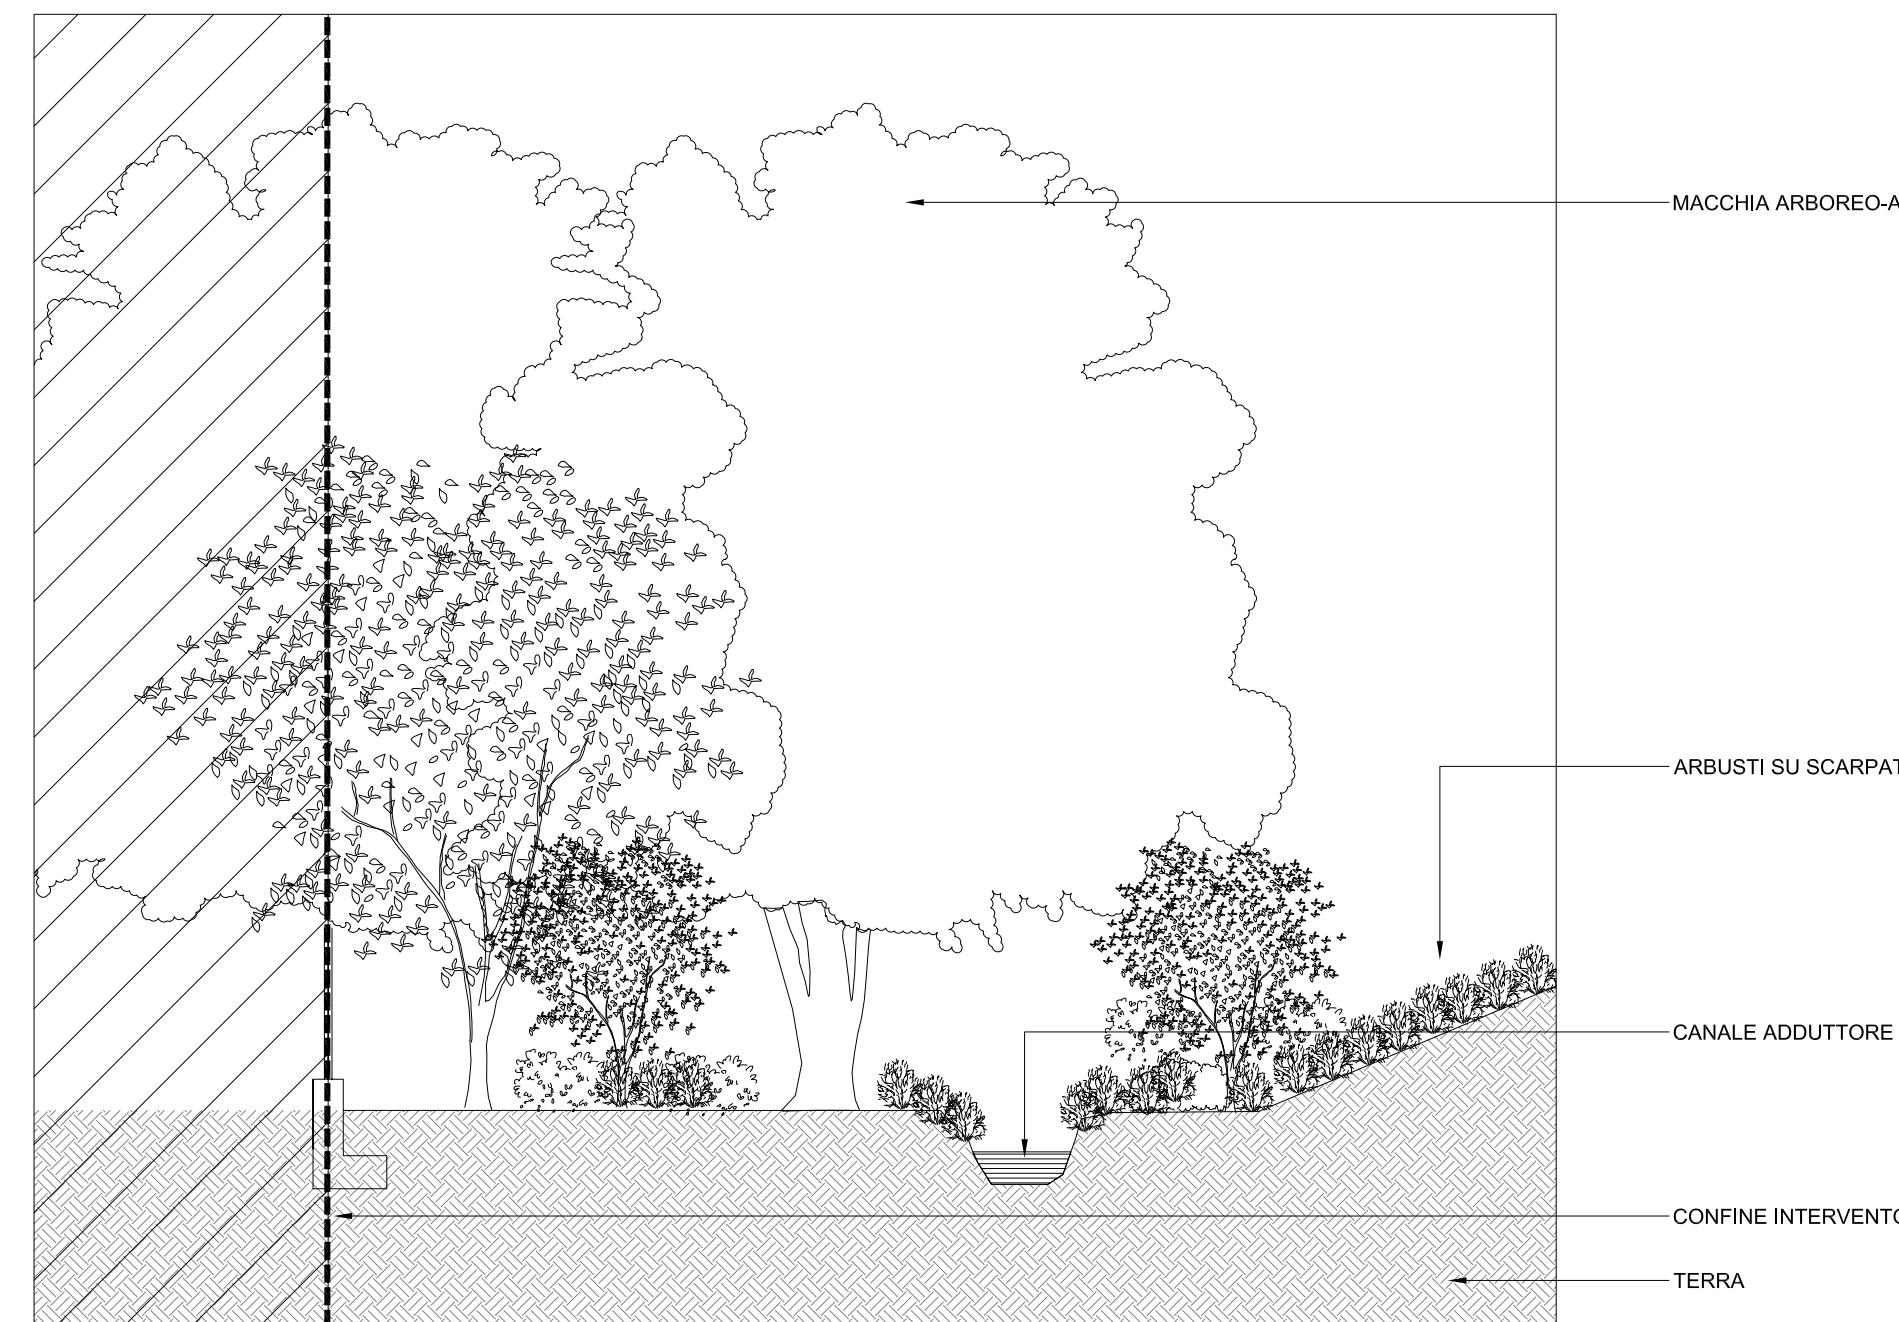 MACCHIA ARBOREO-A
ARBUSTI SU SCARPAT
CANALE ADDUTTORE
CONFINE INTERVENTO
TERRA